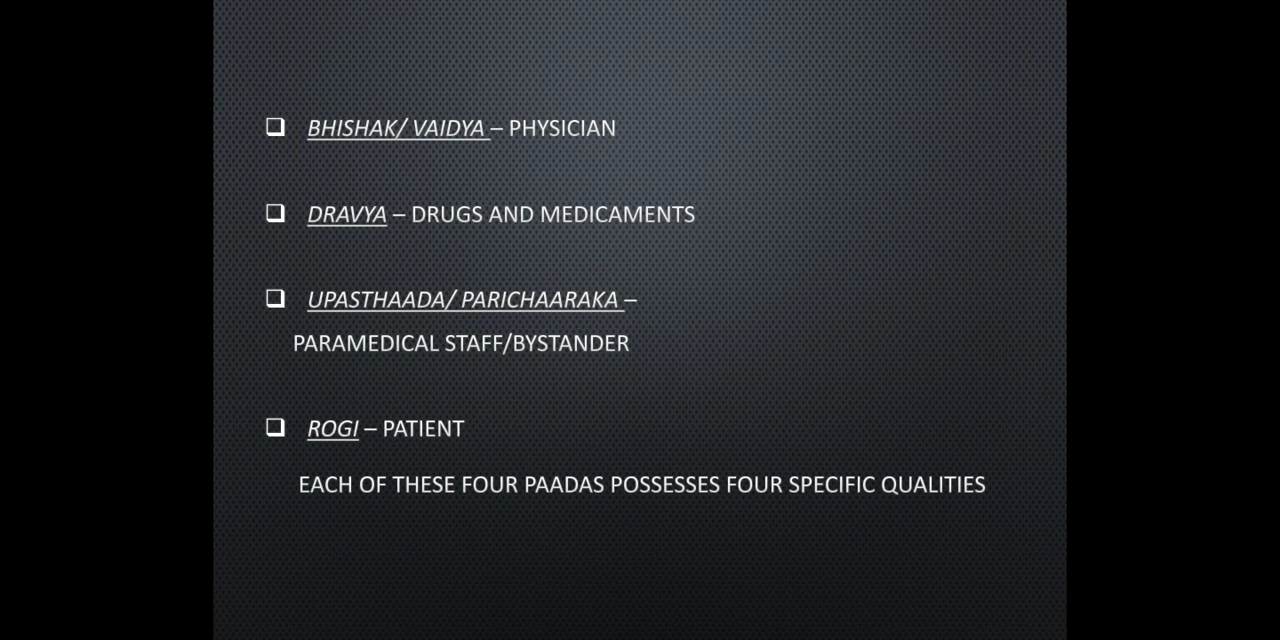 BHISHAK/ VAIDYA – PHYSICIAN
DRAVYA – DRUGS AND MEDICAMENTS
UPASTHAADA/ PARICHAARAKA –
PARAMEDICAL STAFF/BYSTANDER
ROGI – PATIENT
EACH OF THESE FOUR PAADAS POSSESSES FOUR SPECIFIC QUALITIES